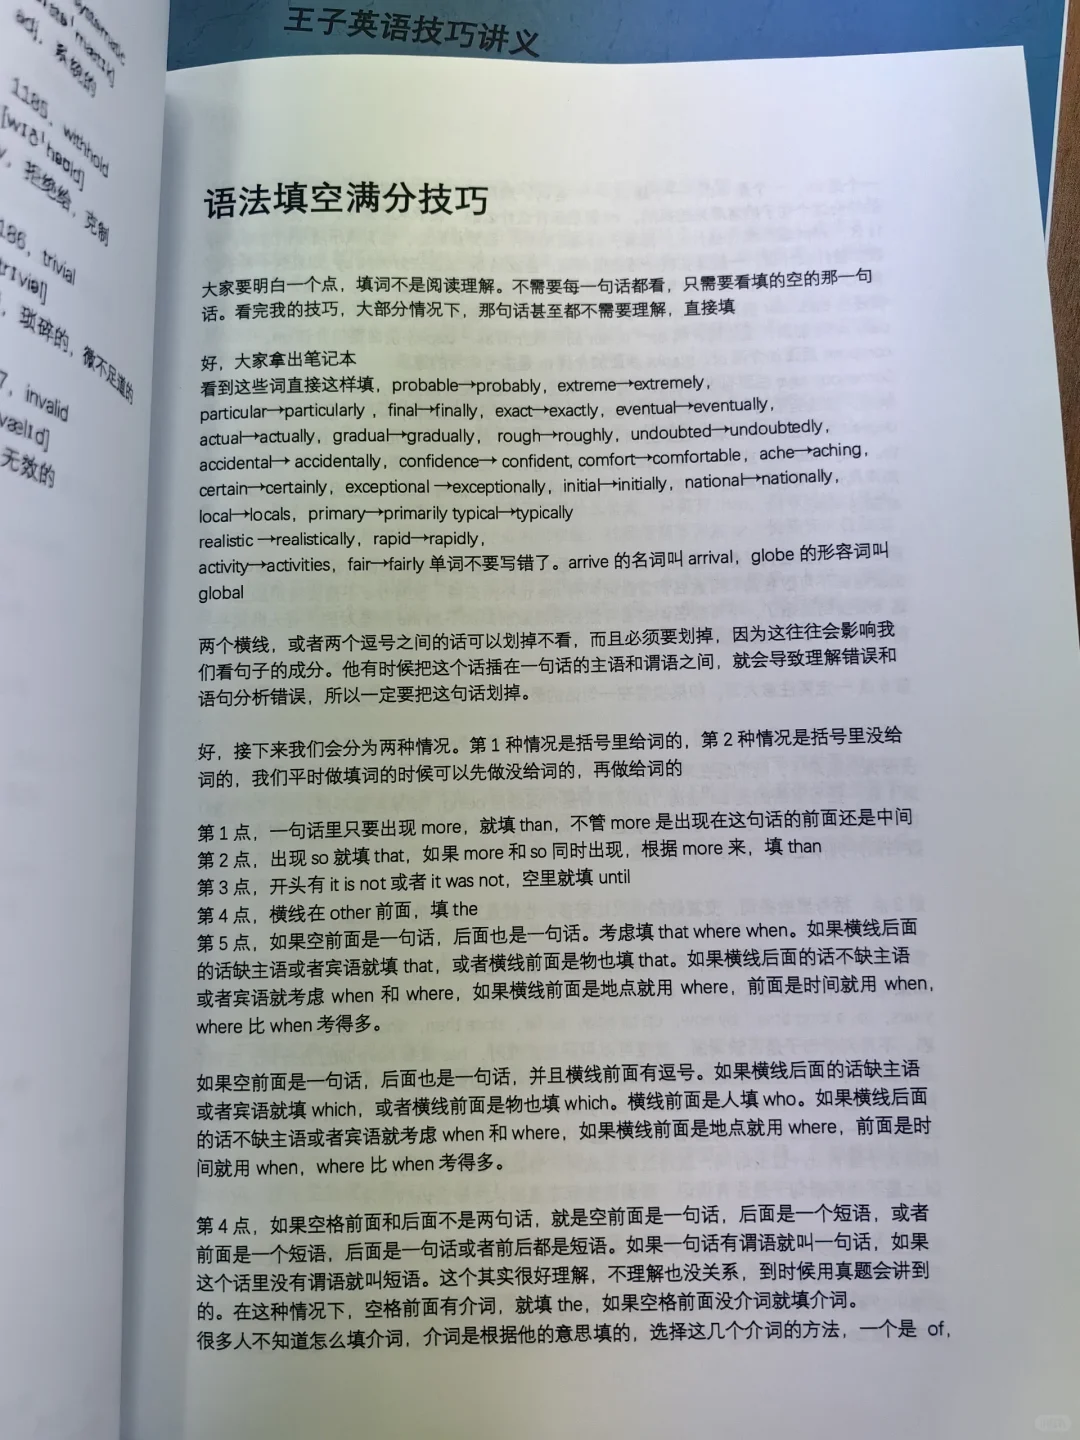 王子英语技巧讲义
systematic
adj, 系统的
1185, withhold
拒绝给, 克制
186, trivial
琐碎的, 微不足道的
7, invalid
无效的
语法填空满分技巧
大家要明白一个点，填词不是阅读理解。不需要每一句话都看，只需要看填的空的那一句
话。看完我的技巧，大部分情况下，那句话甚至都不需要理解，直接填
好，大家拿出笔记本
看到这些词直接这样填，probable→probably，extreme→extremely，
particular→particularly ，final→finally，exact→exactly，eventual→eventually，
actual→actually，gradual→gradually， rough→roughly，undoubted→undoubtedly，
accidental→ accidentally，confidence→ confident, comfort→comfortable，ache→aching，
certain→certainly，exceptional →exceptionally，initial→initially，national→nationally，
local→locals，primary→primarily typical→typically
realistic →realistically，rapid→rapidly，
activity→activities，fair→fairly 单词不要写错了。arrive 的名词叫 arrival，globe 的形容词叫
global
两个横线，或者两个逗号之间的话可以划掉不看，而且必须要划掉，因为这往往会影响我
们看句子的成分。他有时候把这个话插在一句话的主语和谓语之间，就会导致理解错误和
语句分析错误，所以一定要把这句话划掉。
好，接下来我们会分为两种情况。第 1 种情况是括号里给词的，第 2 种情况是括号里没给
词的，我们平时做填词的时候可以先做没给词的，再做给词的
第 1 点，一句话里只要出现 more，就填 than，不管 more 是出现在这句话的前面还是中间
第 2 点，出现 so 就填 that，如果 more 和 so 同时出现，根据 more 来，填 than
第 3 点，开头有 it is not 或者 it was not，空里就填 until
第 4 点，横线在 other 前面，填 the
第 5 点，如果空前面是一句话，后面也是一句话。考虑填 that where when。如果横线后面
的话缺主语或者宾语就填 that，或者横线前面是物也填 that。如果横线后面的话不缺主语
或者宾语就考虑 when 和 where，如果横线前面是地点就用 where，前面是时间就用 when，
where 比 when 考得多。
如果空前面是一句话，后面也是一句话，并且横线前面有逗号。如果横线后面的话缺主语
或者宾语就填 which，或者横线前面是物也填 which。横线前面是人填 who。如果横线后面
的话不缺主语或者宾语就考虑 when 和 where，如果横线前面是地点就用 where，前面是时
间就用 when，where 比 when 考得多。
第 4 点，如果空格前面和后面不是两句话，就是空前面是一句话，后面是一个短语，或者
前面是一个短语，后面是一句话或者前后都是短语。如果一句话有谓语就叫一句话，如果
这个话里没有谓语就叫短语。这个其实很好理解，不理解也没关系，到时候用真题会讲到
的。在这种情况下，空格前面有介词，就填 the，如果空格前面没介词就填介词。
很多人不知道怎么填介词，介词是根据他的意思填的，选择这几个介词的方法，一个是 of，